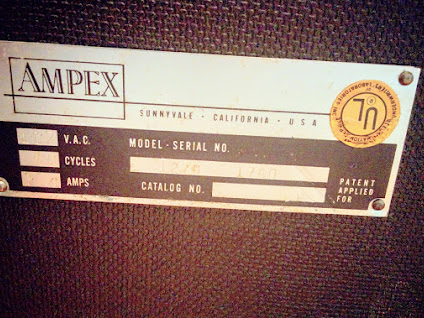 AMPEX
SUNNYVALE · CALIFORNIA · U S A
V.A.C.
MODEL - SERIAL NO.
CYCLES
AMPS
CATALOG NO.
PATENT
APPLIED
FOR
UL